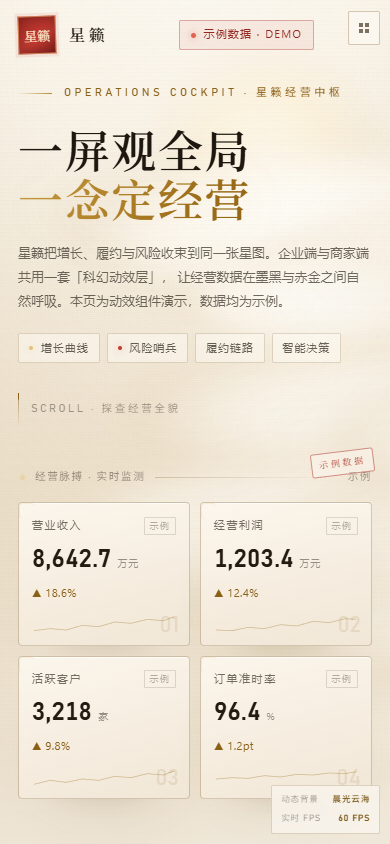 星籁
星籁
示例数据 · DEMO
OPERATIONS COCKPIT · 星籁经营中枢
一屏观全局
一念定经营
星籁把增长、履约与风险收束到同一张星图。企业端与商家端
共用一套「科幻动效层」，让经营数据在墨黑与赤金之间自
然呼吸。本页为动效组件演示，数据均为示例。
增长曲线
风险哨兵
履约链路
智能决策
SCROLL · 探查经营全貌
示例数据
经营脉搏 · 实时监测
示例
营业收入
示例
8,642.7 万元
▲ 18.6%
01
经营利润
示例
1,203.4 万元
▲ 12.4%
02
活跃客户
示例
3,218 家
▲ 9.8%
03
订单准时率
示例
96.4 %
▲ 1.2pt
04
动态背景 晨光云海
实时 FPS 60 FPS